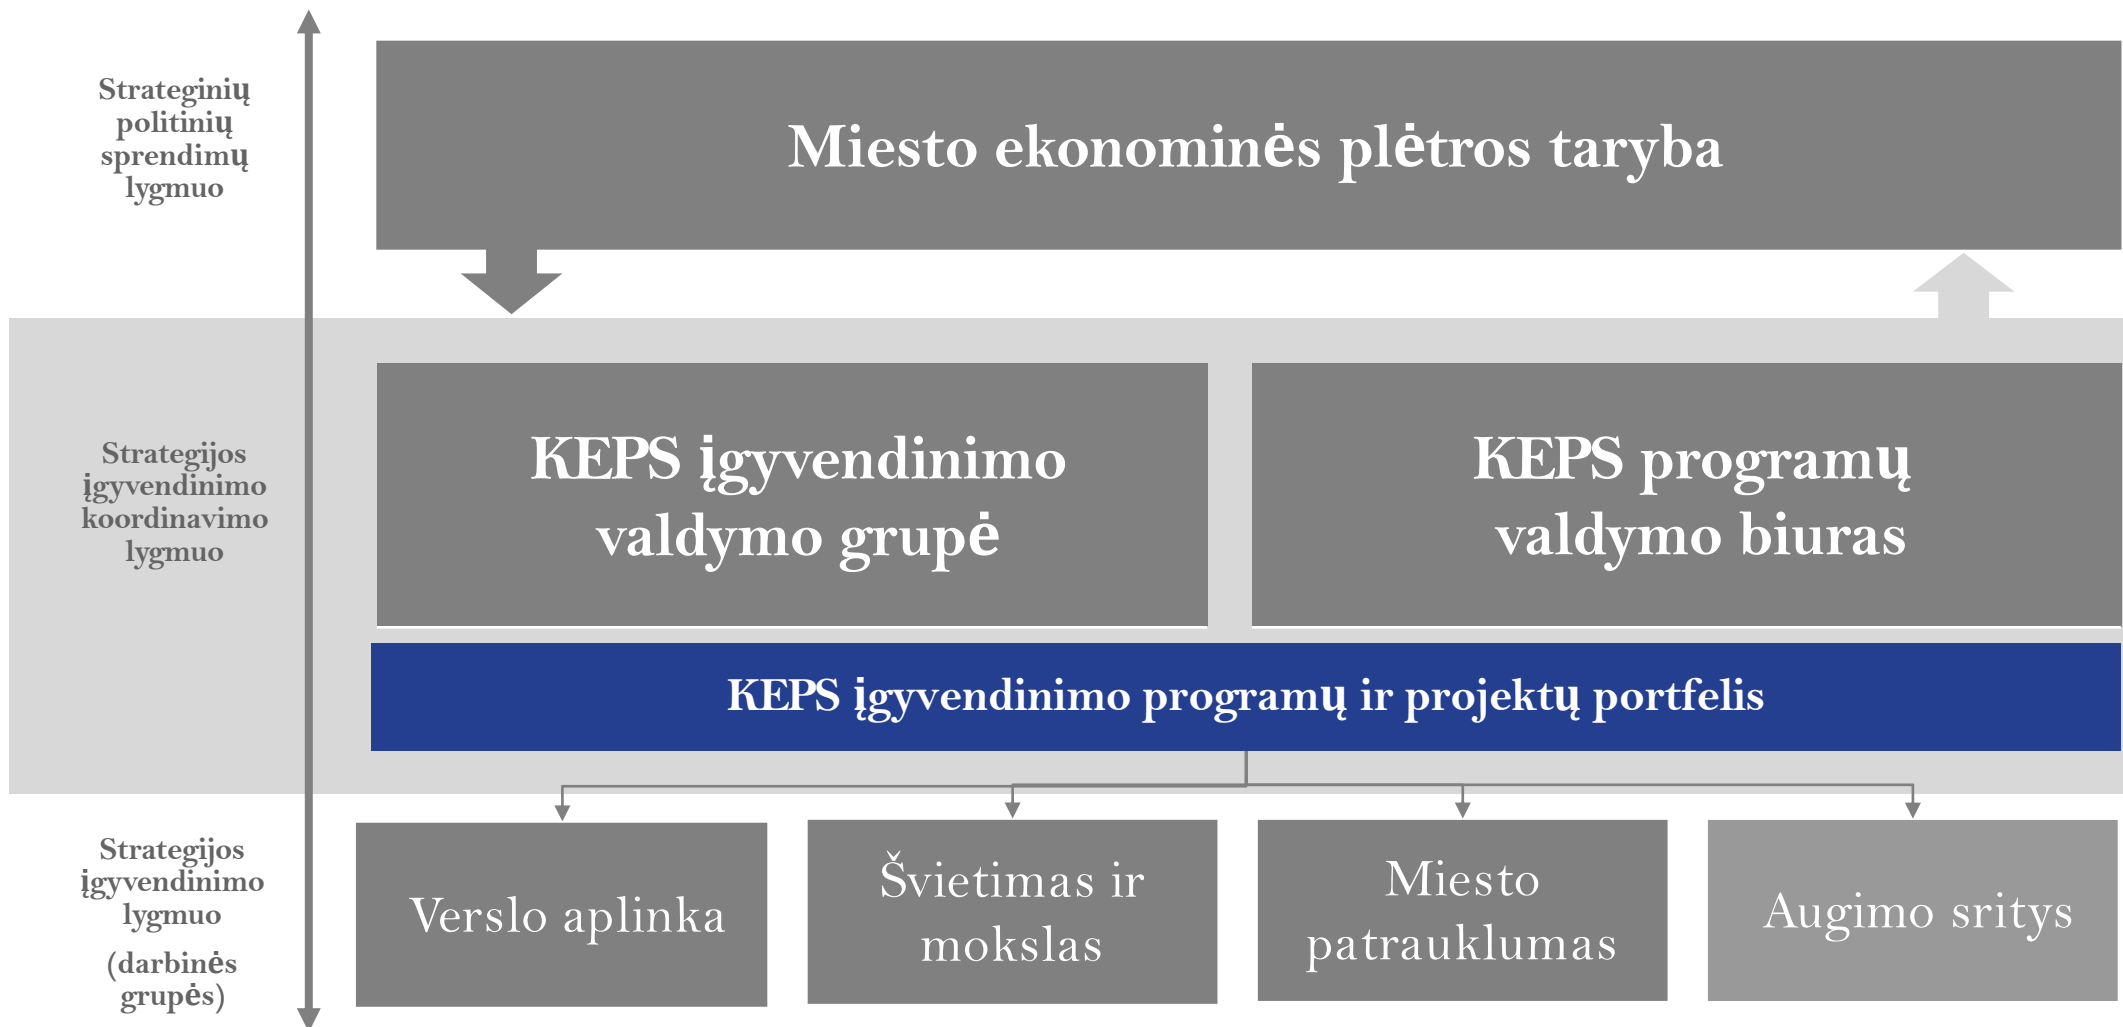 Strateginių
politinių
sprendimų
lygmuo
Miesto ekonominės plėtros taryba
Strategijos
įgyvendinimo
koordinavimo
lygmuo
KEPS įgyvendinimo
valdymo grupė
KEPS programų
valdymo biuras
KEPS įgyvendinimo programų ir projektų portfelis
Strategijos
įgyvendinimo
lygmuo
(darbinės
grupės)
Verslo aplinka
Švietimas ir
mokslas
Miesto
patrauklumas
Augimo sritys